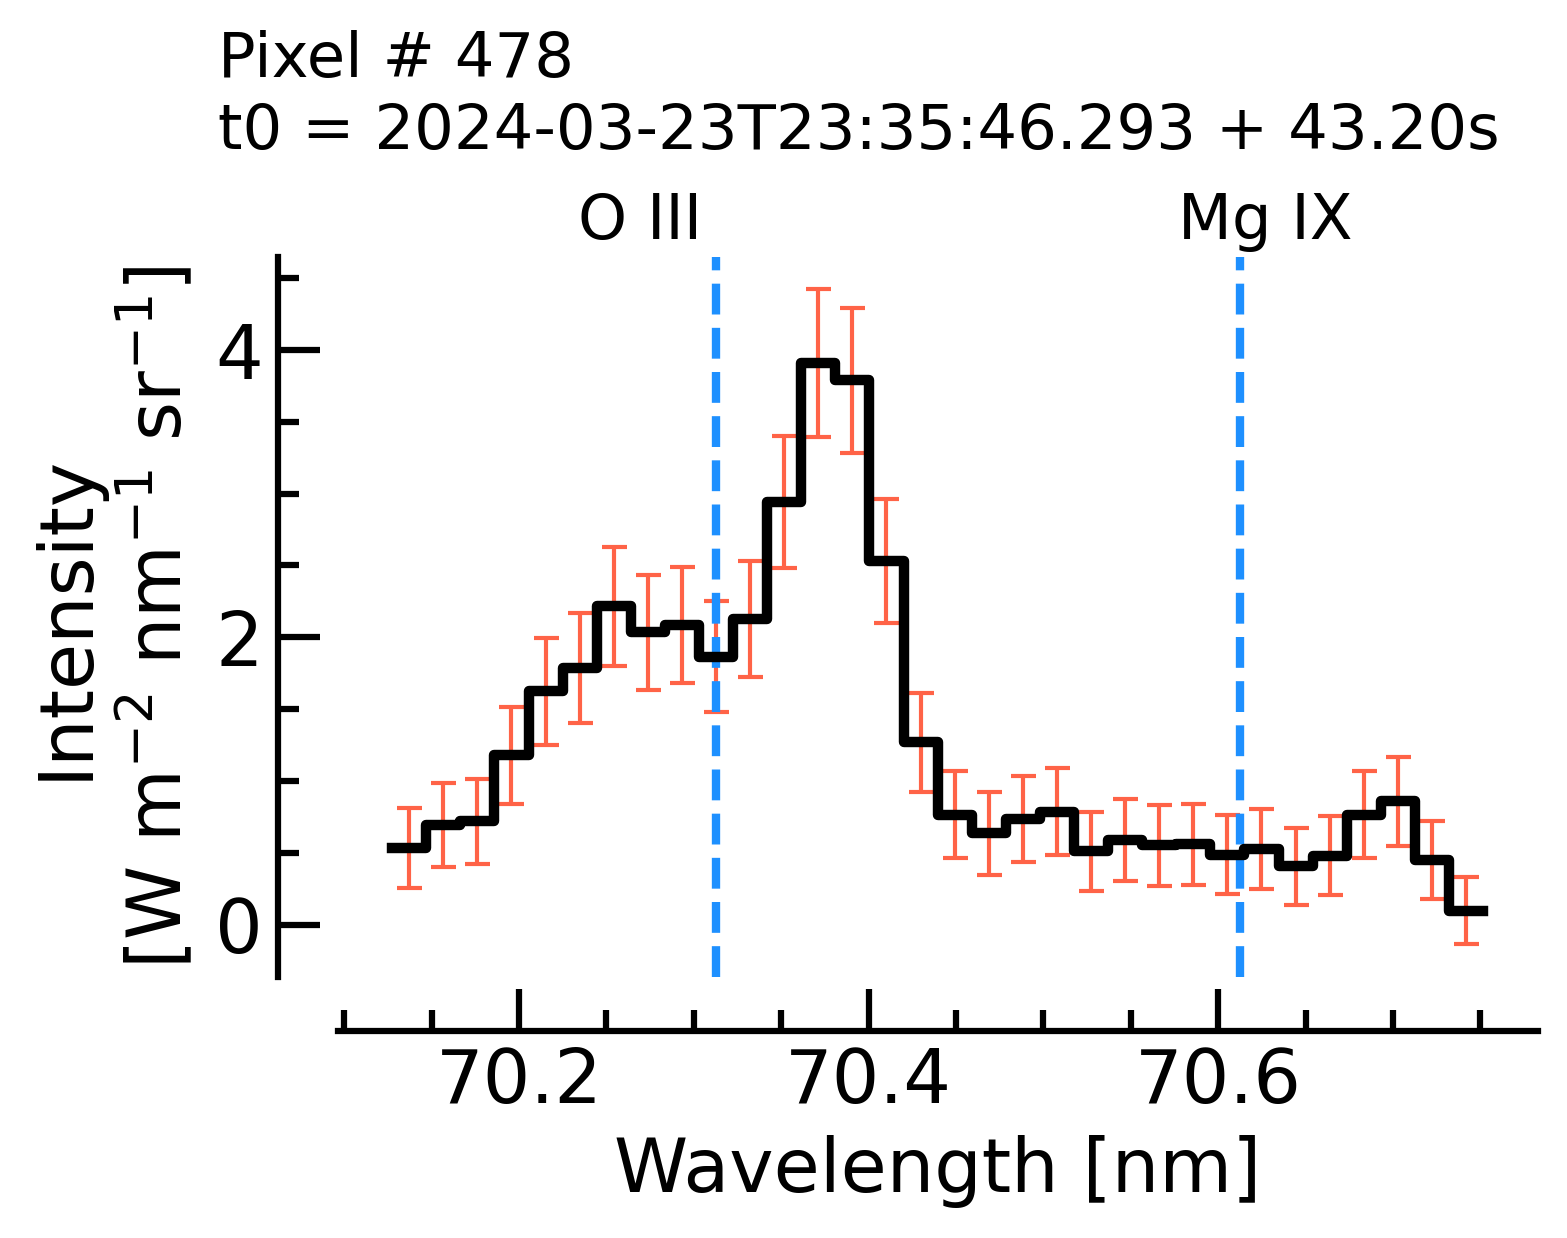 Pixel # 478
t0 = 2024-03-23T23:35:46.293 + 43.20s
O III Mg IX
Intensity
[W m⁻² nm⁻¹ sr⁻¹]
4
2
0
70.2 70.4 70.6
Wavelength [nm]